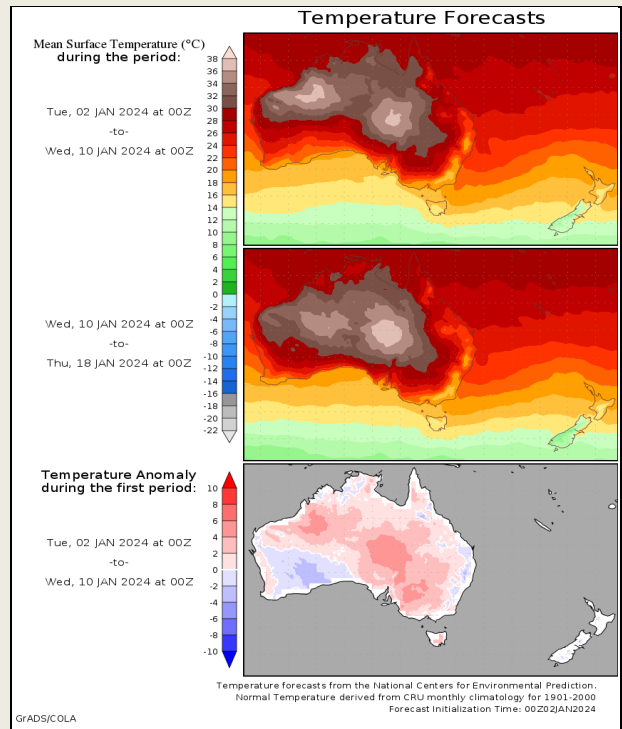 Temperature Forecasts
Mean Surface Temperature (°C)
during the period:
Tue, 02 JAN 2024 at 00Z
-to-
Wed, 10 JAN 2024 at 00Z
38
36
34
32
30
28
26
24
22
20
18
16
14
12
10
8
6
4
2
0
-2
-4
-6
-8
-10
-12
-14
-16
-18
-20
-22
Wed, 10 JAN 2024 at 00Z
-to-
Thu, 18 JAN 2024 at 00Z
Temperature Anomaly
during the first period:
Tue, 02 JAN 2024 at 00Z
-to-
Wed, 10 JAN 2024 at 00Z
10
8
6
4
2
0
-2
-4
-6
-8
-10
Temperature forecasts from the National Centers for Environmental Prediction.
Normal Temperature derived from CRU monthly climatology for 1901-2000
Forecast Initialization Time: 00Z02JAN2024
GrADS/COLA